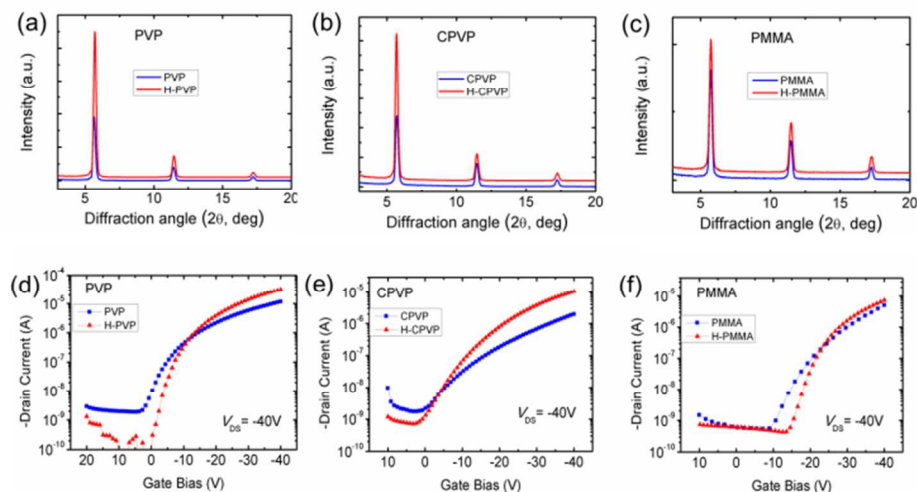 (a)
PVP
PVP
H-PVP
Intensity (a.u.)
5 10 15 20
Diffraction angle (2θ, deg)
(b)
CPVP
CPVP
H-CPVP
Intensity (a.u.)
5 10 15 20
Diffraction angle (2θ, deg)
(c)
PMMA
PMMA
H-PMMA
Intensity (a.u.)
5 10 15 20
Diffraction angle (2θ, deg)
(d)
PVP
PVP
H-PVP
-Drain Current (A)
10⁻⁴
10⁻⁵
10⁻⁶
10⁻⁷
10⁻⁸
10⁻⁹
10⁻¹⁰
V_DS = -40V
20 10 0 -10 -20 -30 -40
Gate Bias (V)
(e)
CPVP
CPVP
H-CPVP
-Drain Current (A)
10⁻⁵
10⁻⁶
10⁻⁷
10⁻⁸
10⁻⁹
10⁻¹⁰
V_DS = -40V
10 0 -10 -20 -30 -40
Gate Bias (V)
(f)
PMMA
PMMA
H-PMMA
-Drain Current (A)
10⁻⁵
10⁻⁶
10⁻⁷
10⁻⁸
10⁻⁹
10⁻¹⁰
V_DS = -40V
10 0 -10 -20 -30 -40
Gate Bias (V)